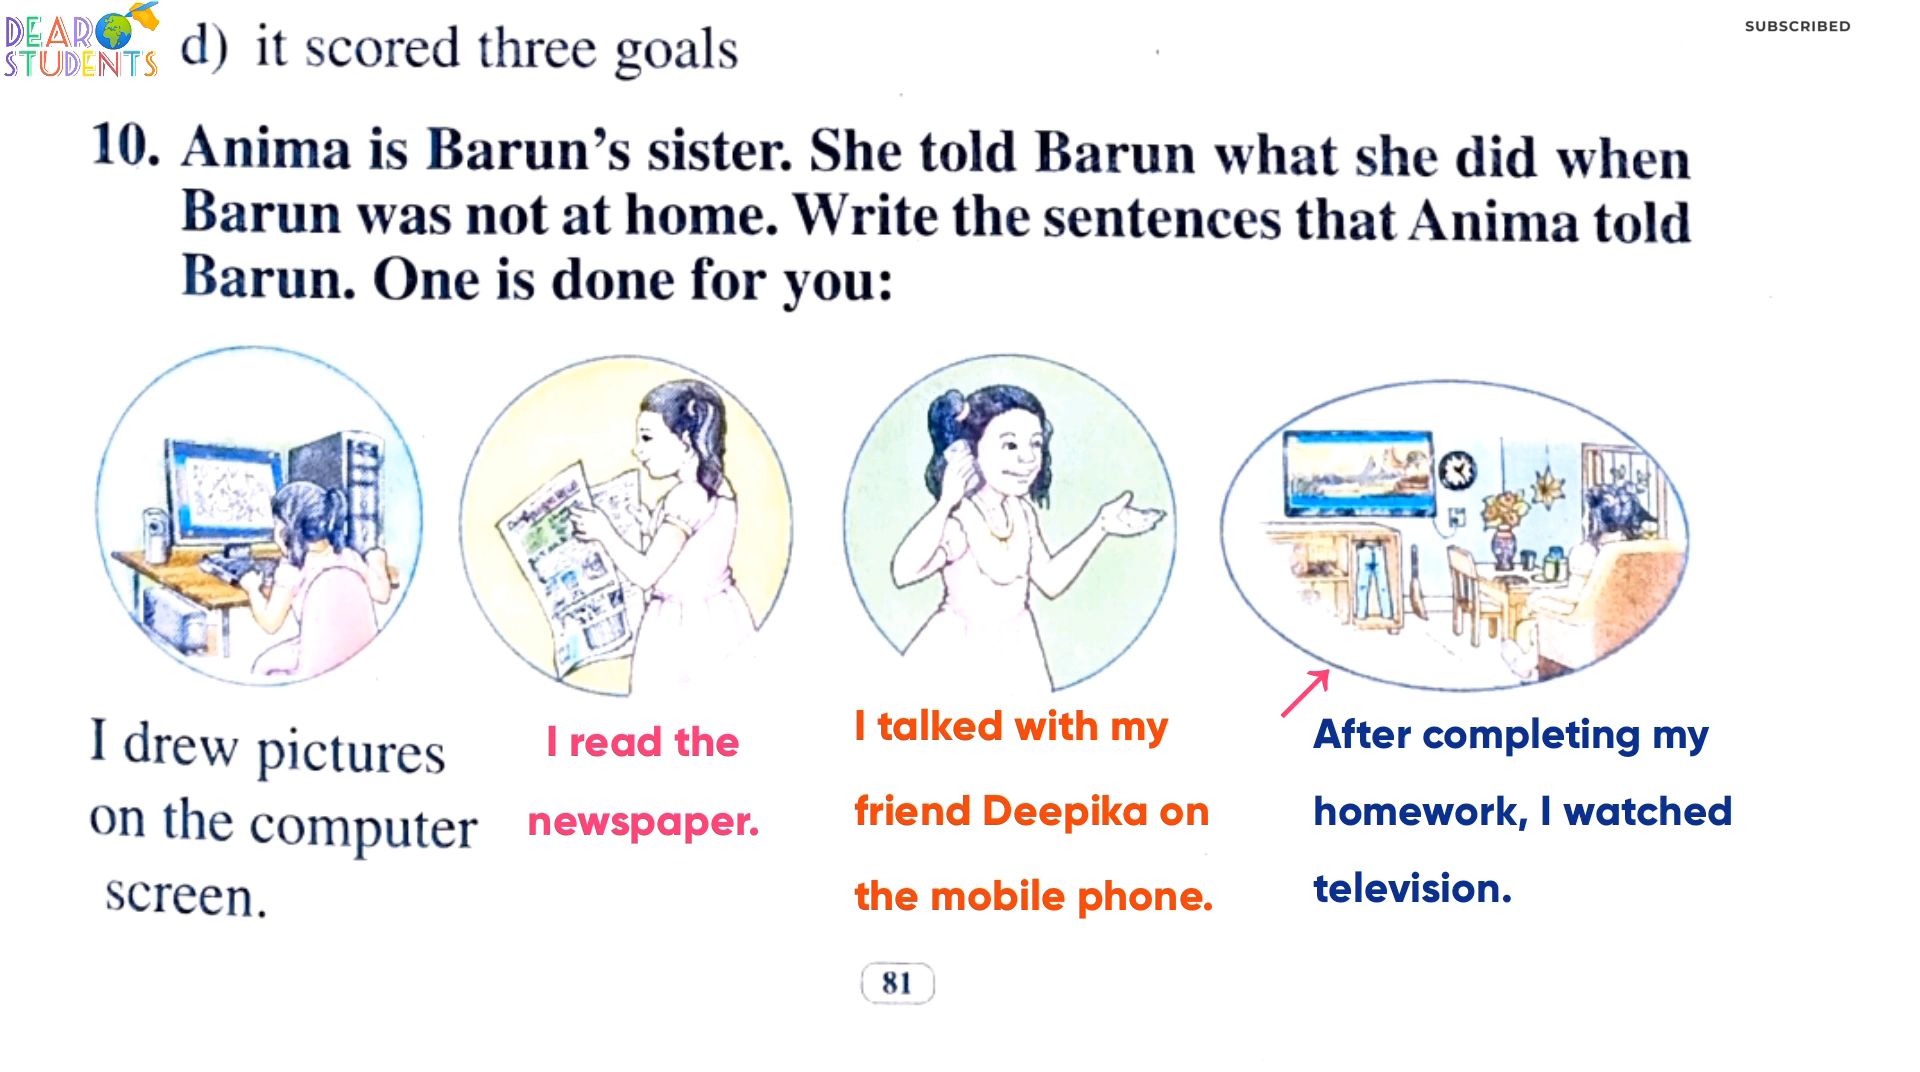 DEAR
STUDENTS
SUBSCRIBED
d) it scored three goals
10. Anima is Barun's sister. She told Barun what she did when
Barun was not at home. Write the sentences that Anima told
Barun. One is done for you:
I drew pictures
on the computer
screen.
I read the
newspaper.
I talked with my
friend Deepika on
the mobile phone.
After completing my
homework, I watched
television.
81